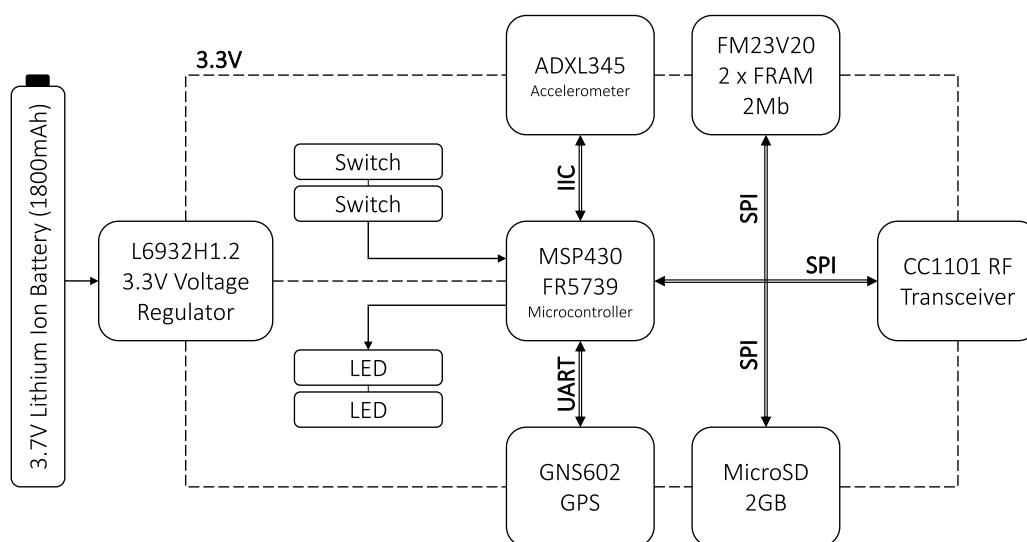 3.7V Lithium Ion Battery (1800mAh)
3.3V
L6932H1.2
3.3V Voltage
Regulator
Switch
Switch
LED
LED
ADXL345
Accelerometer
IIC
MSP430
FR5739
Microcontroller
UART
GNS602
GPS
FM23V20
2 x FRAM
2Mb
SPI
SPI
SPI
MicroSD
2GB
CC1101 RF
Transceiver